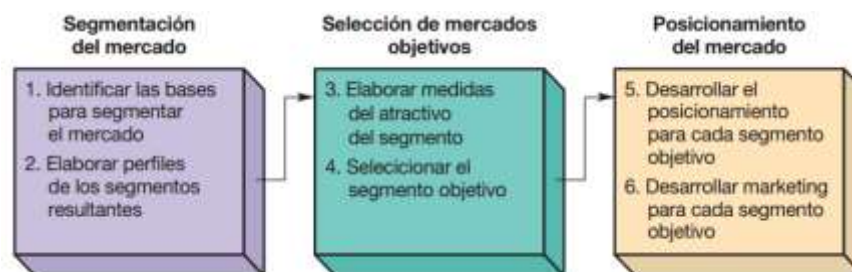 Segmentación
del mercado
1. Identificar las bases
para segmentar
el mercado
2. Elaborar perfiles
de los segmentos
resultantes
Selección de mercados
objetivos
3. Elaborar medidas
del atractivo
del segmento
4. Selecicionar el
segmento objetivo
Posicionamiento
del mercado
5. Desarrollar el
posicionamiento
para cada segmento
objetivo
6. Desarrollar marketing
para cada segmento
objetivo